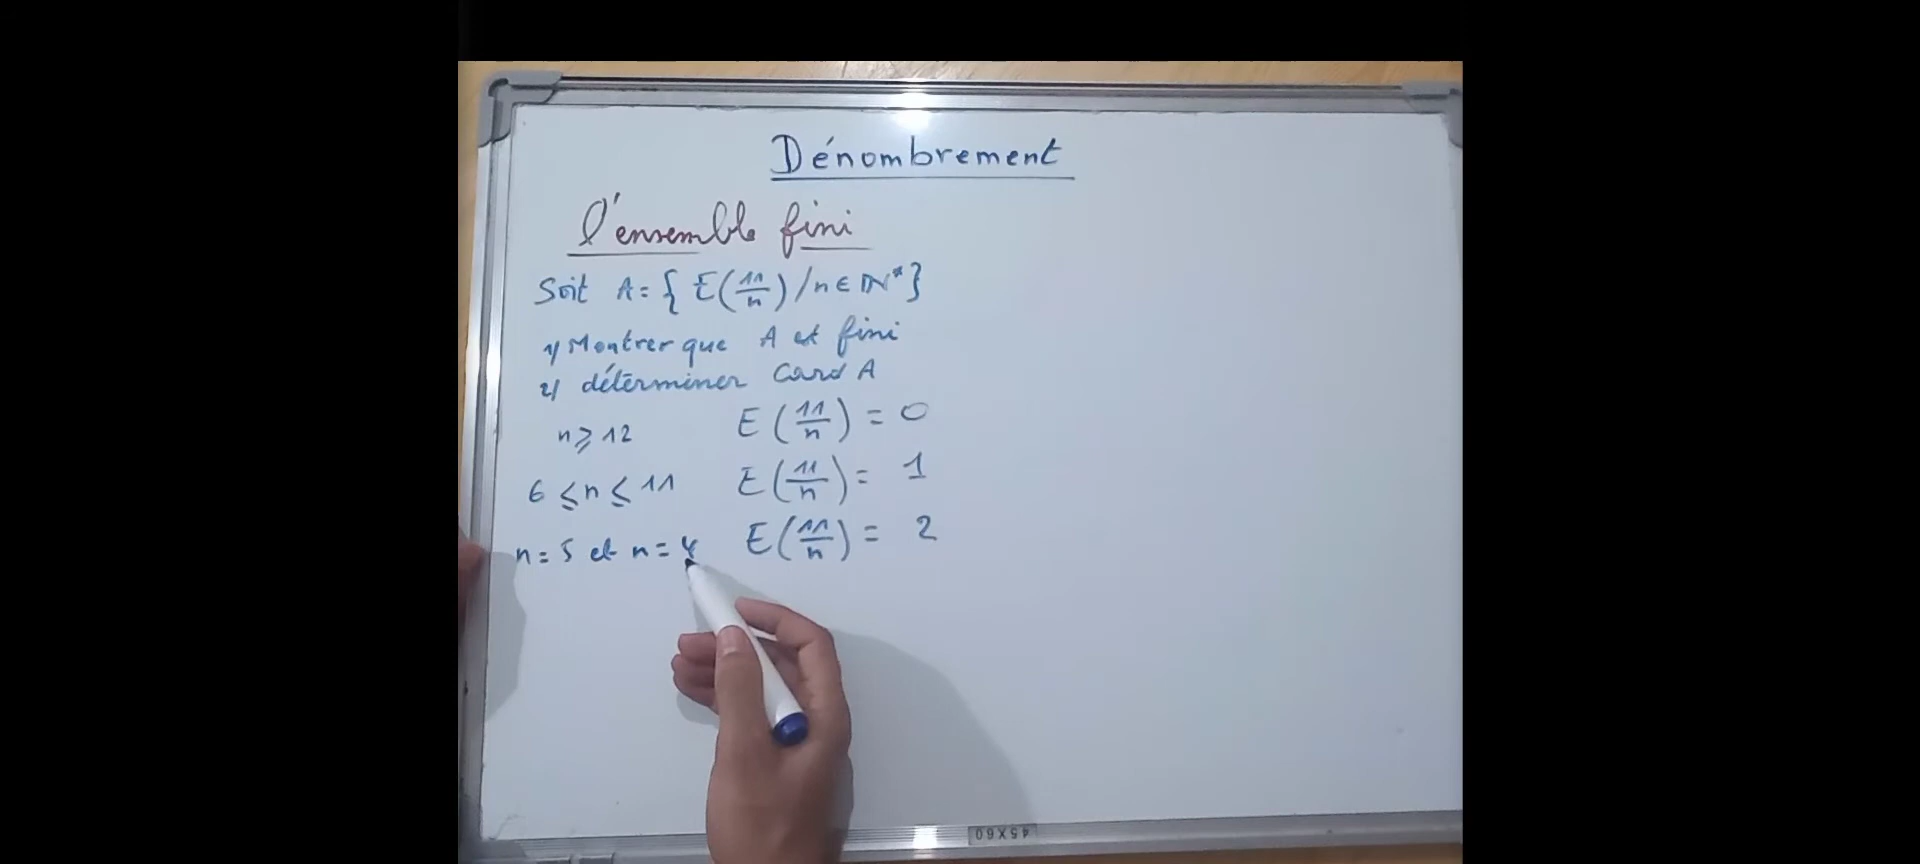 Dénombrement
l'ensemble fini
Soit A = { E(11/n) / n ∈ ℕ* }
1/ Montrer que A est fini
2/ déterminer Card A
n ⩾ 12 E(11/n) = 0
6 ≤ n ≤ 11 E(11/n) = 1
n = 5 et n = 4 E(11/n) = 2
45X60